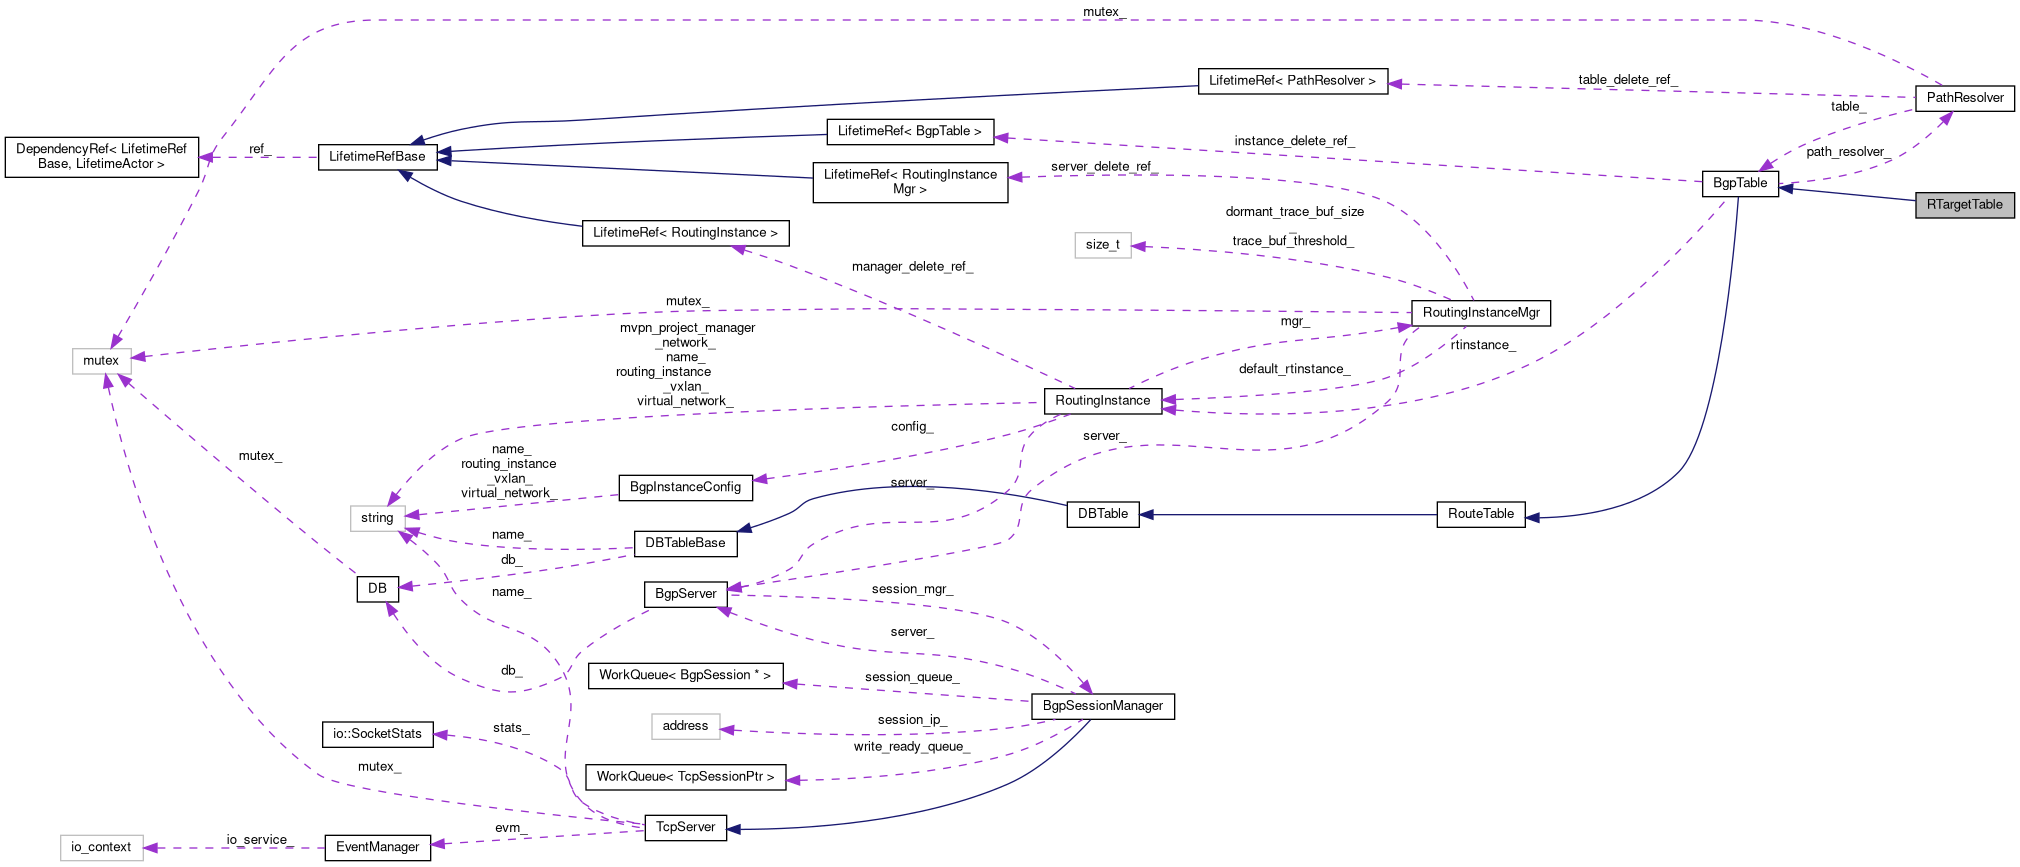 mutex_
LifetimeRef< PathResolver >
table_delete_ref_
PathResolver
table_
LifetimeRef< BgpTable >
instance_delete_ref_
DependencyRef< LifetimeRef
Base, LifetimeActor >
ref_
LifetimeRefBase
path_resolver_
server_delete_ref_
LifetimeRef< RoutingInstance
Mgr >
BgpTable
RTargetTable
dormant_trace_buf_size
_
trace_buf_threshold_
LifetimeRef< RoutingInstance >
size_t
manager_delete_ref_
mutex_
RoutingInstanceMgr
mgr_
mvpn_project_manager
_network_
name_
routing_instance
_vxlan_
virtual_network_
rtinstance_
mutex
default_rtinstance_
RoutingInstance
config_
server_
mutex_
name_
routing_instance
_vxlan_
virtual_network_
BgpInstanceConfig
server_
string
DBTable
RouteTable
name_
DBTableBase
db_
DB
name_
BgpServer
session_mgr_
server_
db_
WorkQueue< BgpSession * >
session_queue_
BgpSessionManager
address
session_ip_
io::SocketStats
stats_
write_ready_queue_
mutex_
WorkQueue< TcpSessionPtr >
TcpServer
evm_
io_context
io_service_
EventManager